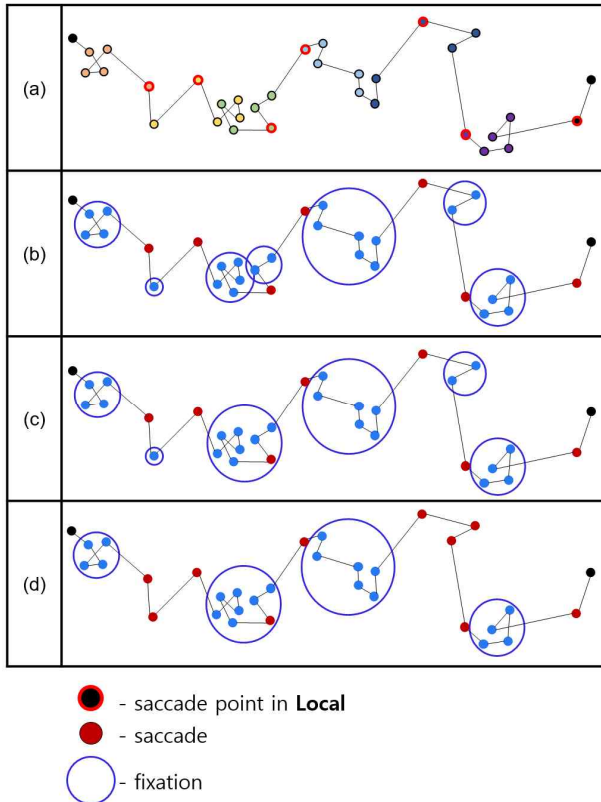 (a)
(b)
(c)
(d)
- saccade point in Local
- saccade
- fixation